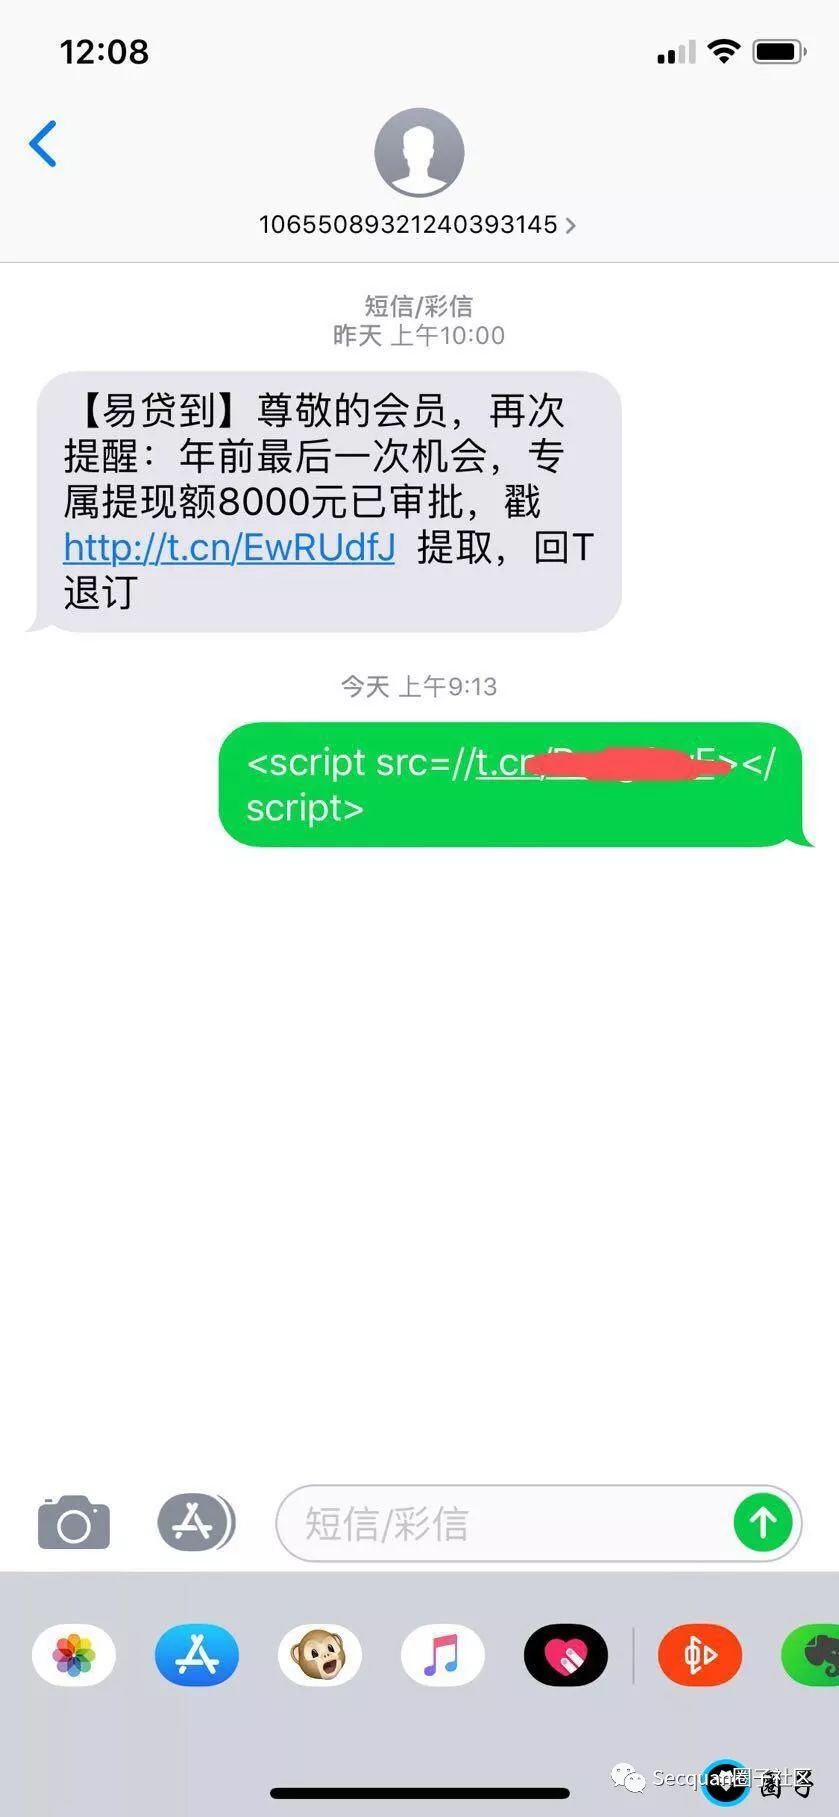 12:08
10655089321240393145
短信/彩信
昨天 上午10:00
【易贷到】尊敬的会员，再次
提醒：年前最后一次机会，专
属提现额8000元已审批，戳
http://t.cn/EwRUdfJ 提取，回T
退订
今天 上午9:13
<script src=//t.cn/ E></
script>
短信/彩信
Secquan圈子社区
圈子